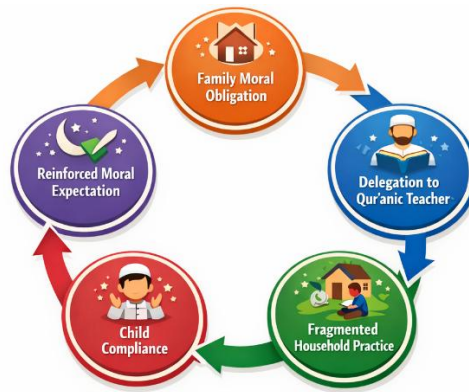 Family Moral
Obligation
Delegation to
Qur'anic Teacher
Fragmented
Household Practice
Child
Compliance
Reinforced Moral
Expectation